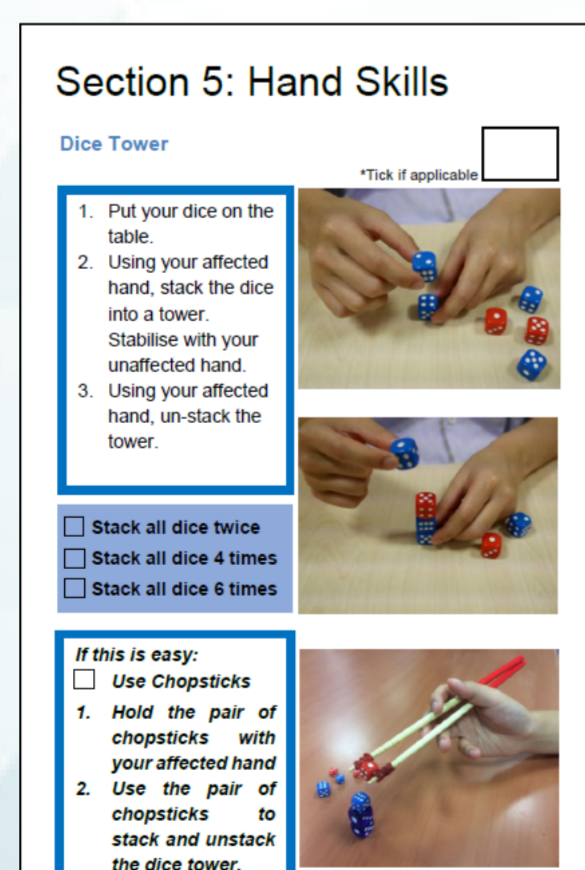 Section 5: Hand Skills
Dice Tower
*Tick if applicable
1. Put your dice on the
table.
2. Using your affected
hand, stack the dice
into a tower.
Stabilise with your
unaffected hand.
3. Using your affected
hand, un-stack the
tower.
Stack all dice twice
Stack all dice 4 times
Stack all dice 6 times
If this is easy:
Use Chopsticks
1. Hold the pair of
chopsticks with
your affected hand
2. Use the pair of
chopsticks to
stack and unstack
the dice tower.